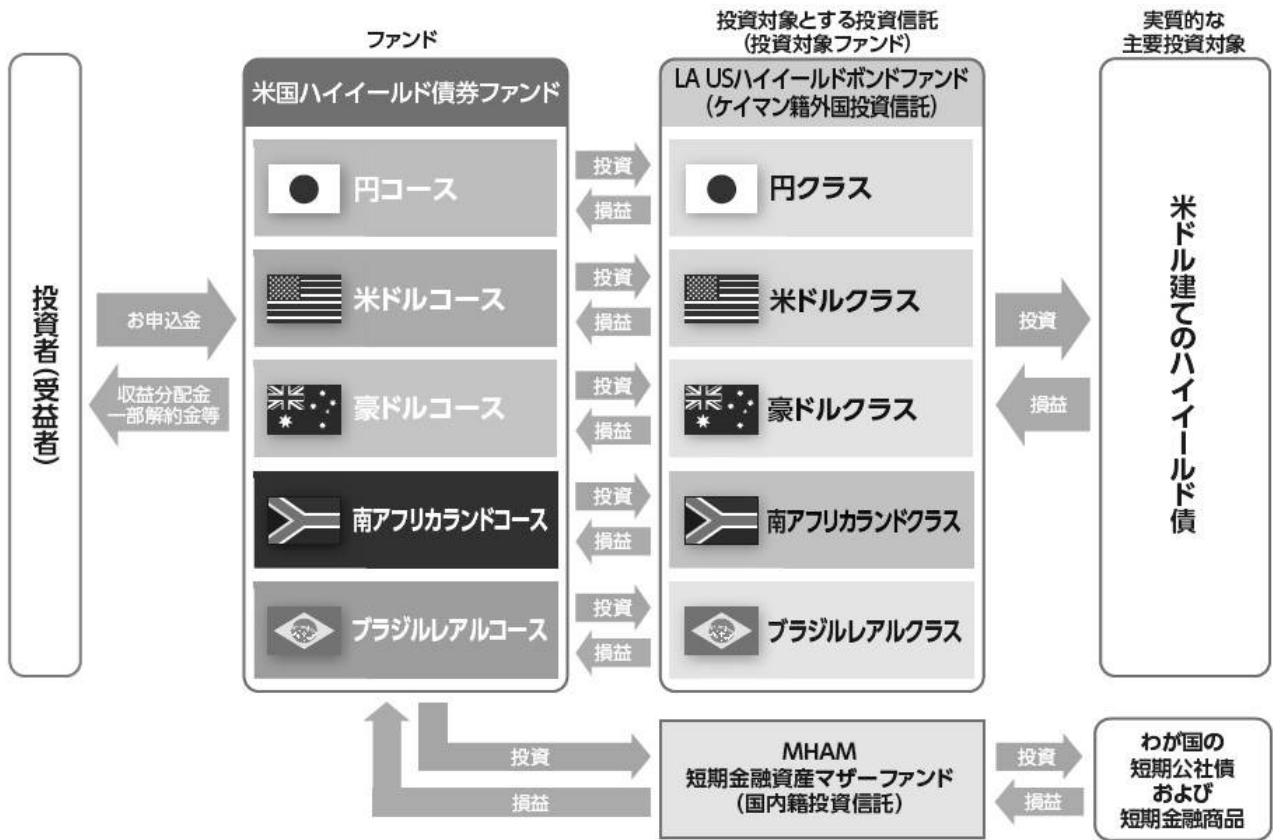 ファンド
投資対象とする投資信託
(投資対象ファンド)
実質的な
主要投資対象
投資者(受益者)
お申込金
収益分配金
一部解約金等
米国ハイイールド債券ファンド
円コース
米ドルコース
豪ドルコース
南アフリカランドコース
ブラジルレアルコース
投資
損益
投資
損益
投資
損益
投資
損益
投資
損益
LA USハイイールドボンドファンド
(ケイマン籍外国投資信託)
円クラス
米ドルクラス
豪ドルクラス
南アフリカランドクラス
ブラジルレアルクラス
投資
損益
米ドル建てのハイイールド債
投資
損益
MHAM
短期金融資産マザーファンド
(国内籍投資信託)
投資
損益
わが国の
短期公社債
および
短期金融商品